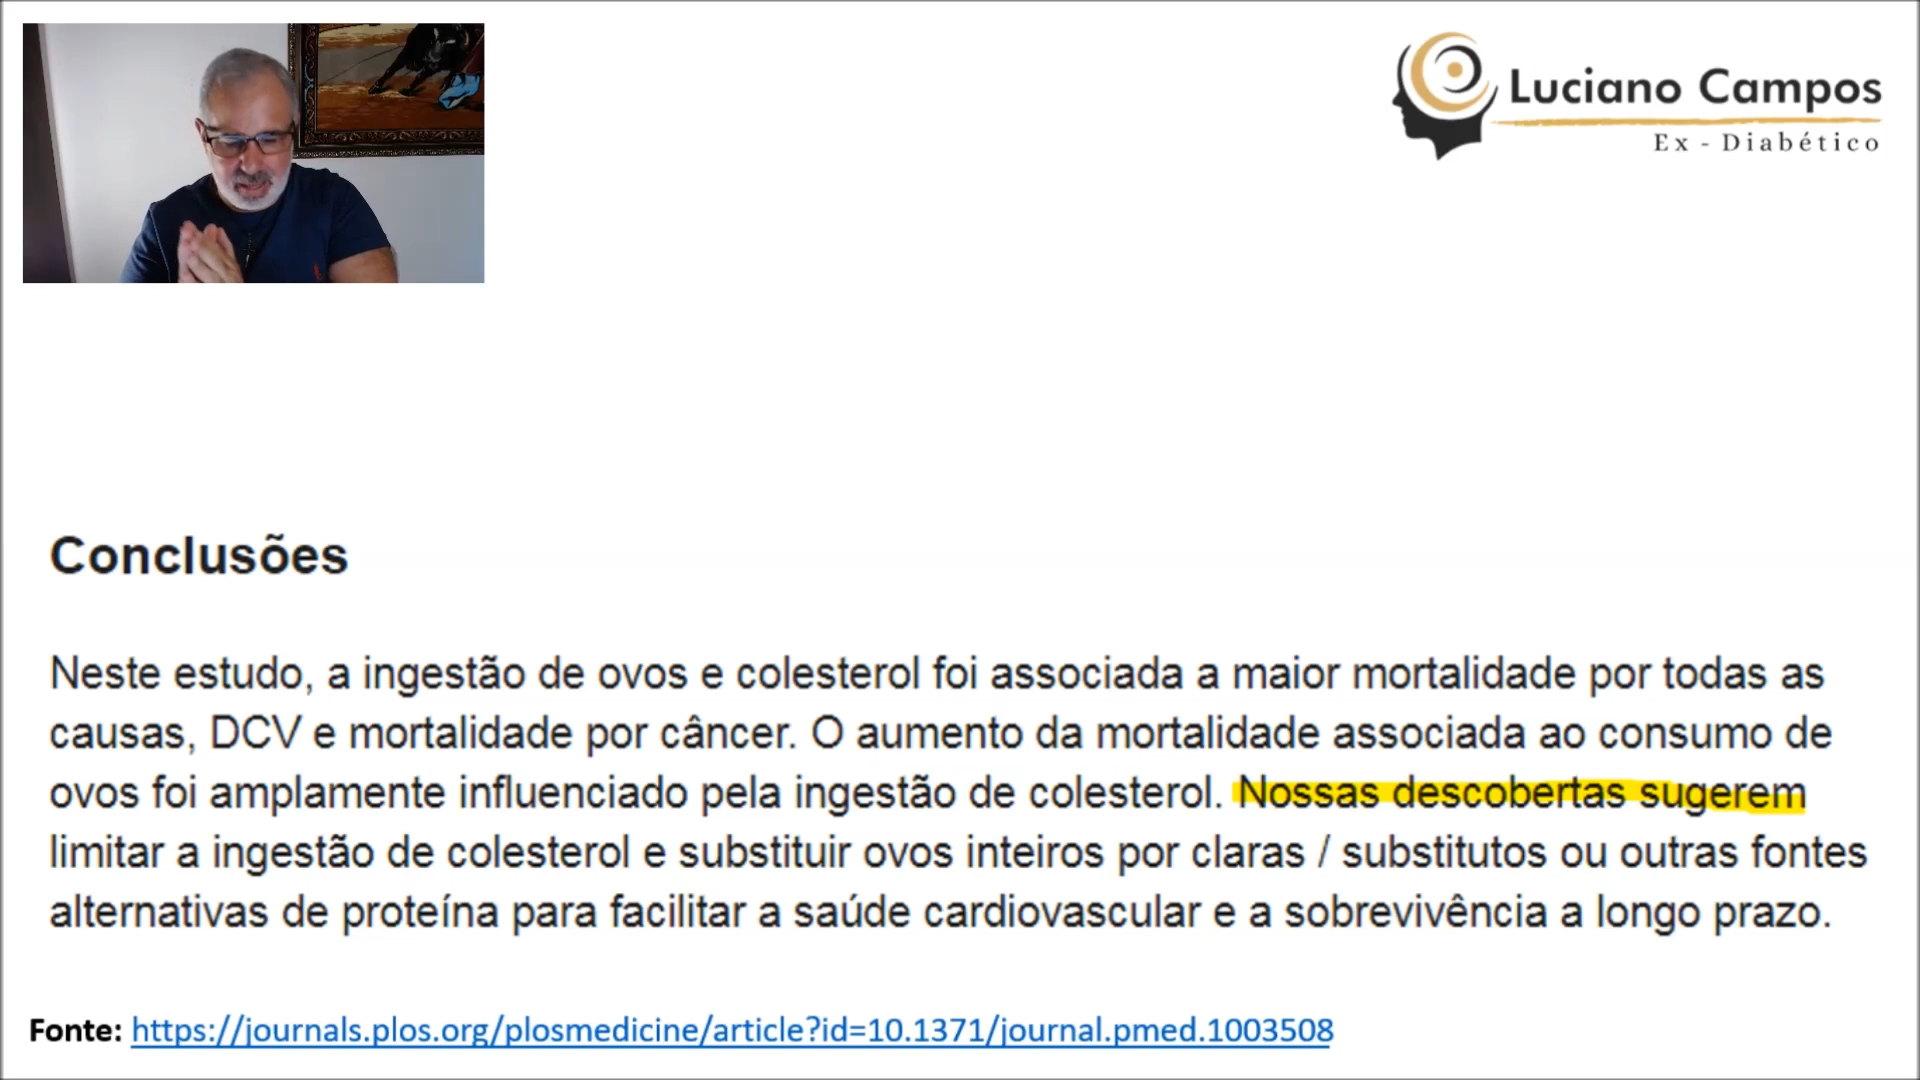 Luciano Campos
Ex - Diabético
Conclusões
Neste estudo, a ingestão de ovos e colesterol foi associada a maior mortalidade por todas as
causas, DCV e mortalidade por câncer. O aumento da mortalidade associada ao consumo de
ovos foi amplamente influenciado pela ingestão de colesterol. Nossas descobertas sugerem
limitar a ingestão de colesterol e substituir ovos inteiros por claras / substitutos ou outras fontes
alternativas de proteína para facilitar a saúde cardiovascular e a sobrevivência a longo prazo.
Fonte: https://journals.plos.org/plosmedicine/article?id=10.1371/journal.pmed.1003508